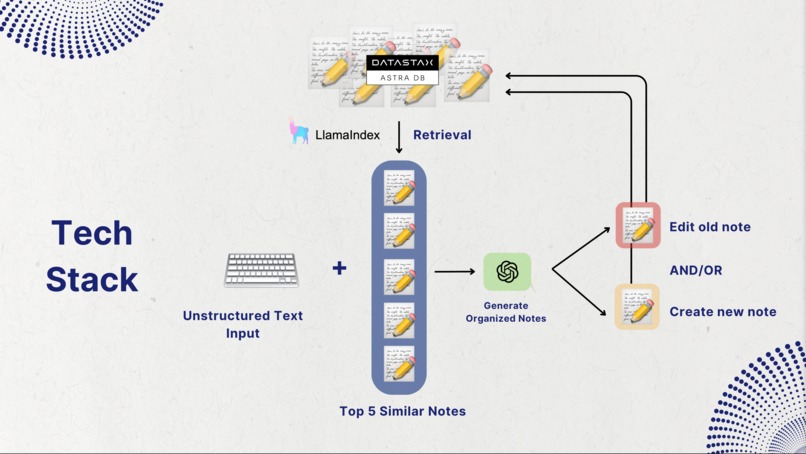 DATASTAX
ASTRA DB
LlamaIndex
Retrieval
Tech
Stack
Unstructured Text
Input
+
Generate
Organized Notes
Edit old note
AND/OR
Create new note
Top 5 Similar Notes